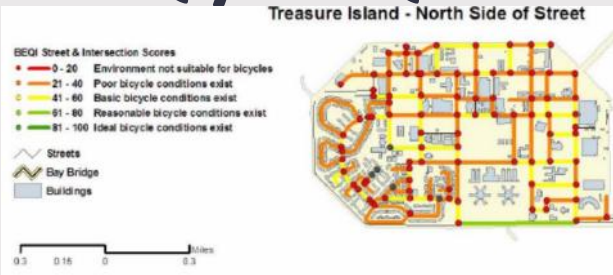 Treasure Island - North Side of Street
BEQI Street & Intersection Scores
0 - 20 Environment not suitable for bicycles
21 - 40 Poor bicycle conditions exist
41 - 60 Basic bicycle conditions exist
61 - 80 Reasonable bicycle conditions exist
81 - 100 Ideal bicycle conditions exist
Streets
Bay Bridge
Buildings
Miles
0.3 0.15 0 0.3